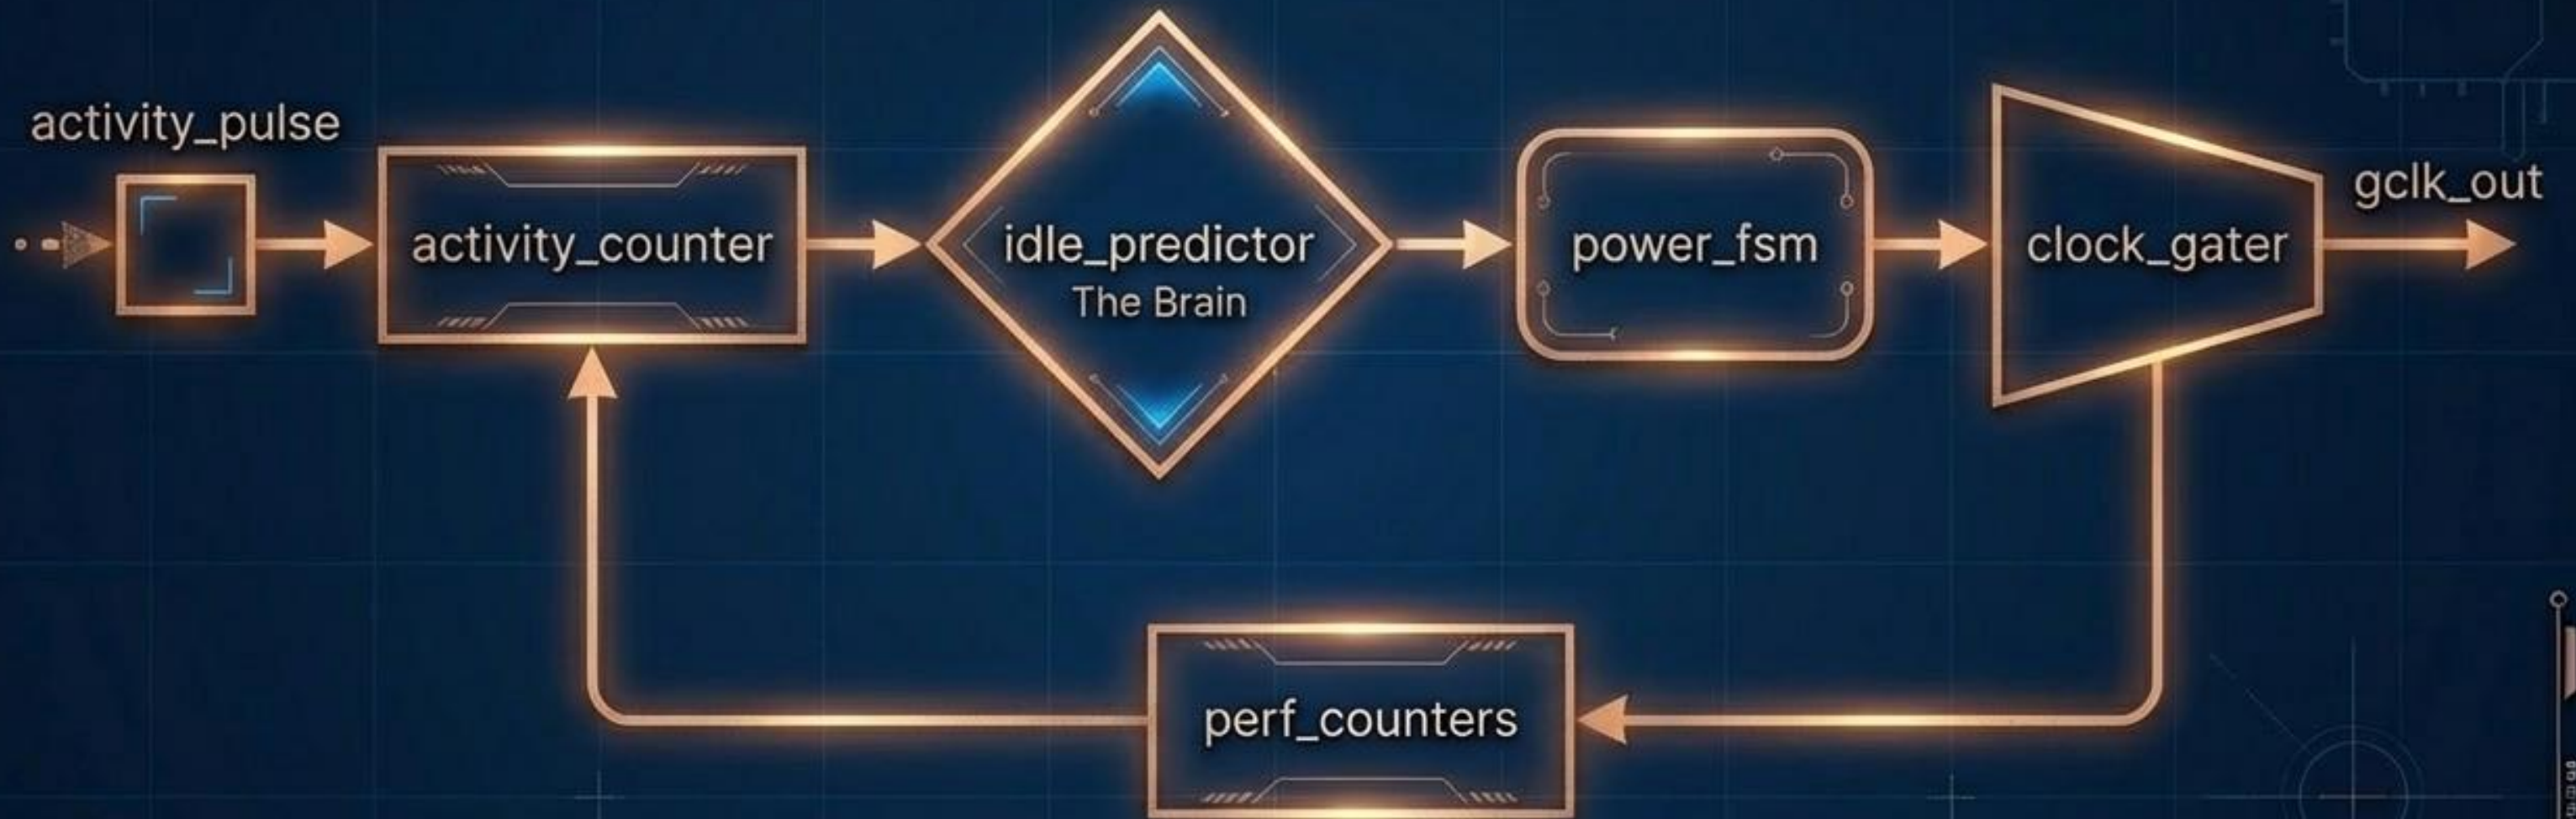 activity_pulse
activity_counter
idle_predictor
The Brain
power_fsm
clock_gater
gclk_out
perf_counters